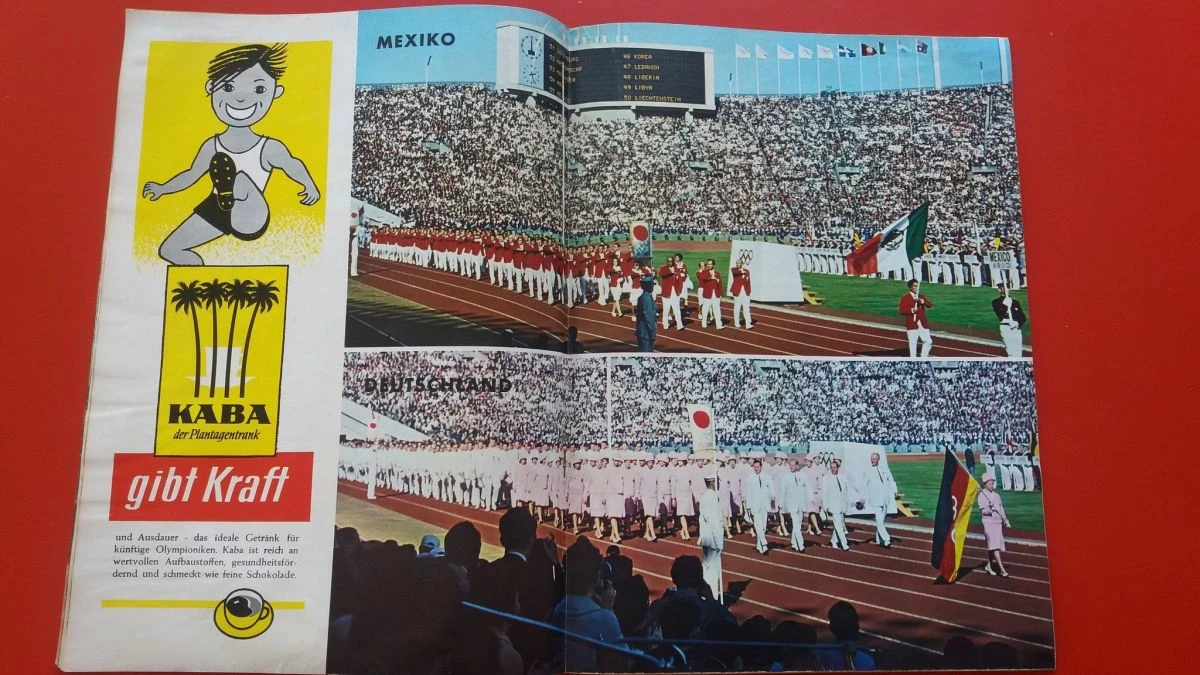 MEXIKO
46 KOREA
47 LEBANON
48 LIBERIA
49 LIBYA
50 LIECHTENSTEIN
MEXICO
DEUTSCHLAND
KABA
der Plantagentrank
gibt Kraft
und Ausdauer - das ideale Getränk für
künftige Olympioniken. Kaba ist reich an
wertvollen Aufbaustoffen, gesundheitsför-
dernd und schmeckt wie feine Schokolade.